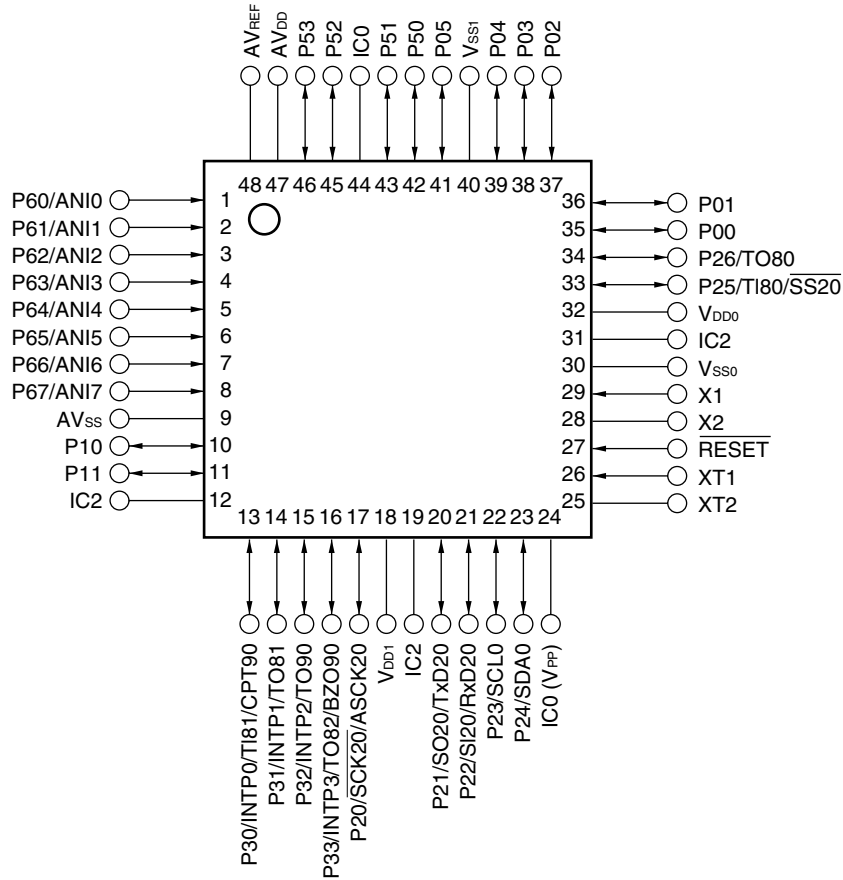 AVREF
AVDD
P53
P52
IC0
P51
P50
P05
VSS1
P04
P03
P02
48 47 46 45 44 43 42 41 40 39 38 37
P60/ANI0 1
P61/ANI1 2
P62/ANI2 3
P63/ANI3 4
P64/ANI4 5
P65/ANI5 6
P66/ANI6 7
P67/ANI7 8
AVSS 9
P10 10
P11 11
IC2 12
36 P01
35 P00
34 P26/TO80
33 P25/TI80/SS20
32 VDD0
31 IC2
30 VSS0
29 X1
28 X2
27 RESET
26 XT1
25 XT2
13 14 15 16 17 18 19 20 21 22 23 24
P30/INTP0/TI81/CPT90
P31/INTP1/TO81
P32/INTP2/TO90
P33/INTP3/TO82/BZO90
P20/SCK20/ASCK20
VDD1
IC2
P21/SO20/TxD20
P22/SI20/RxD20
P23/SCL0
P24/SDA0
IC0 (VPP)